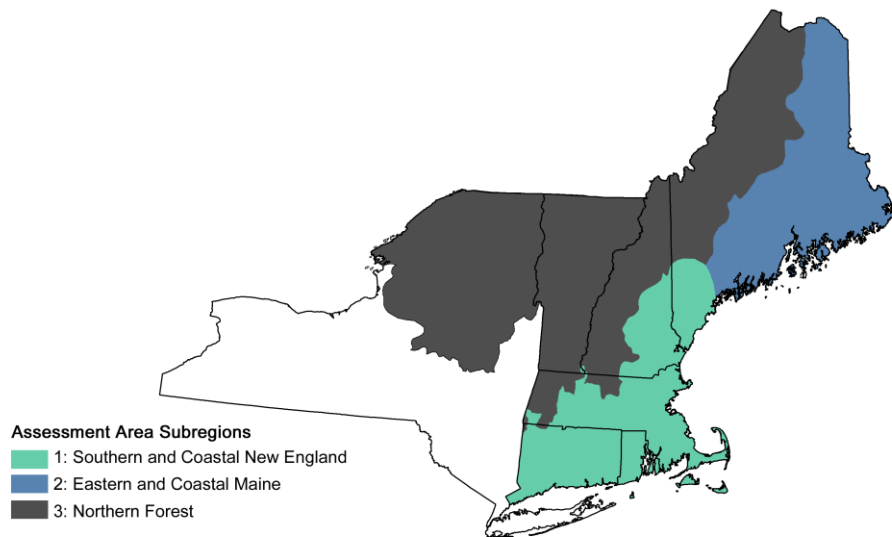 Assessment Area Subregions
1: Southern and Coastal New England
2: Eastern and Coastal Maine
3: Northern Forest